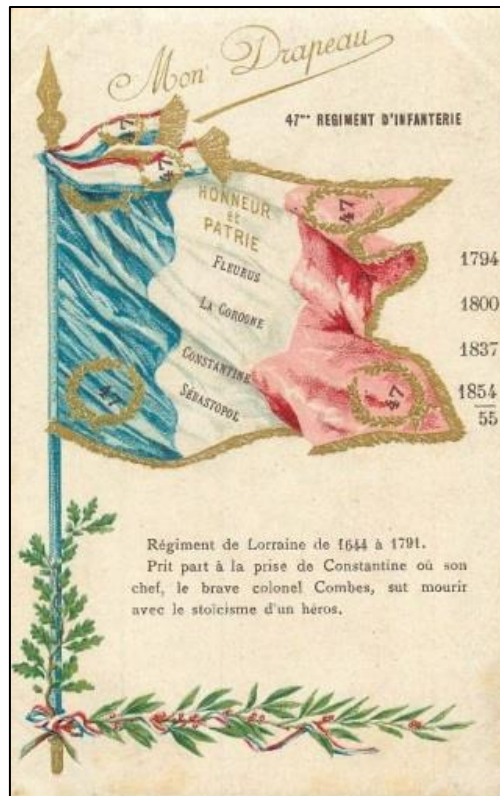 Mon Drapeau
47me REGIMENT D'INFANTERIE
47
47
47
HONNEUR
et
PATRIE
FLEURUS
1794
LA COROGNE
1800
CONSTANTINE
1837
SÉBASTOPOL
1854
55
47
47
Régiment de Lorraine de 1644 à 1791.
Prit part à la prise de Constantine où son
chef, le brave colonel Combes, sut mourir
avec le stoïcisme d'un héros.